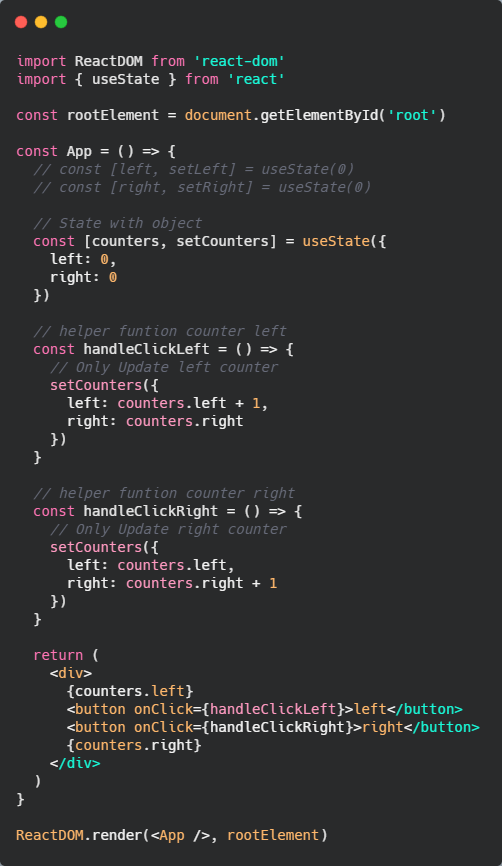 import ReactDOM from 'react-dom'
import { useState } from 'react'
const rootElement = document.getElementById('root')
const App = () => {
// const [left, setLeft] = useState(0)
// const [right, setRight] = useState(0)
// State with object
const [counters, setCounters] = useState({
left: 0,
right: 0
})
// helper funtion counter left
const handleClickLeft = () => {
// Only Update left counter
setCounters({
left: counters.left + 1,
right: counters.right
})
}
// helper funtion counter right
const handleClickRight = () => {
// Only Update right counter
setCounters({
left: counters.left,
right: counters.right + 1
})
}
return (
<div>
{counters.left}
<button onClick={handleClickLeft}>left</button>
<button onClick={handleClickRight}>right</button>
{counters.right}
</div>
)
}
ReactDOM.render(<App />, rootElement)